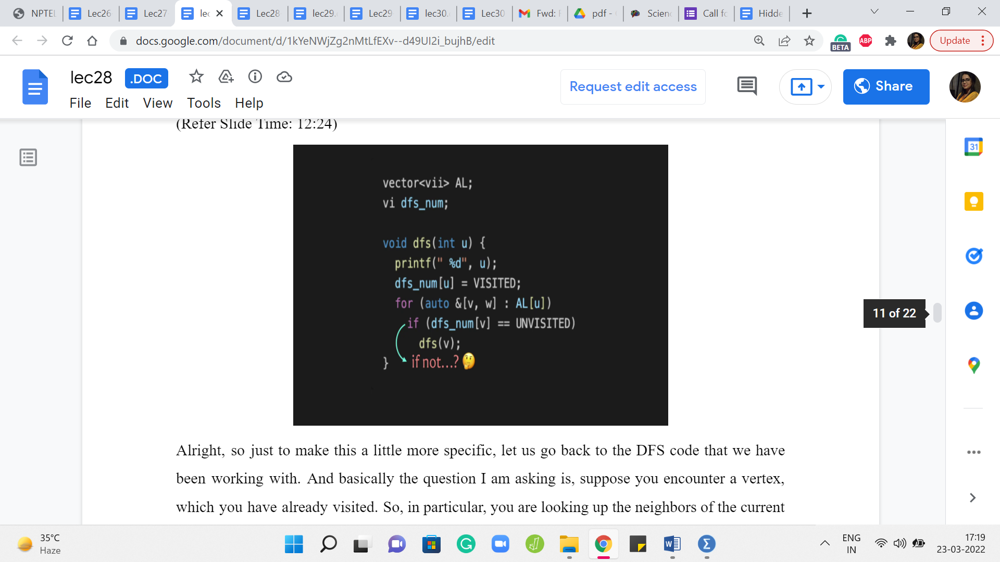 NPTEL
Lec26
Lec27
lec
Lec28
lec29.
Lec29
lec30.
Lec30
Fwd: F
pdf -
Scienc
Call fo
Hidde
docs.google.com/document/d/1kYeNWjZg2nMtLfEXv--d49UI2i_bujhB/edit
BETA
ABP
Update
lec28 .DOC
Request edit access
Share
File Edit View Tools Help
(Refer Slide Time: 12:24)
31
vector<vii> AL;
vi dfs_num;
void dfs(int u) {
printf(" %d", u);
dfs_num[u] = VISITED;
for (auto &[v, w] : AL[u])
if (dfs_num[v] == UNVISITED)
dfs(v);
} if not...? 🤔
11 of 22
Alright, so just to make this a little more specific, let us go back to the DFS code that we have
been working with. And basically the question I am asking is, suppose you encounter a vertex,
which you have already visited. So, in particular, you are looking up the neighbors of the current
35°C
Haze
ENG
IN
17:19
23-03-2022